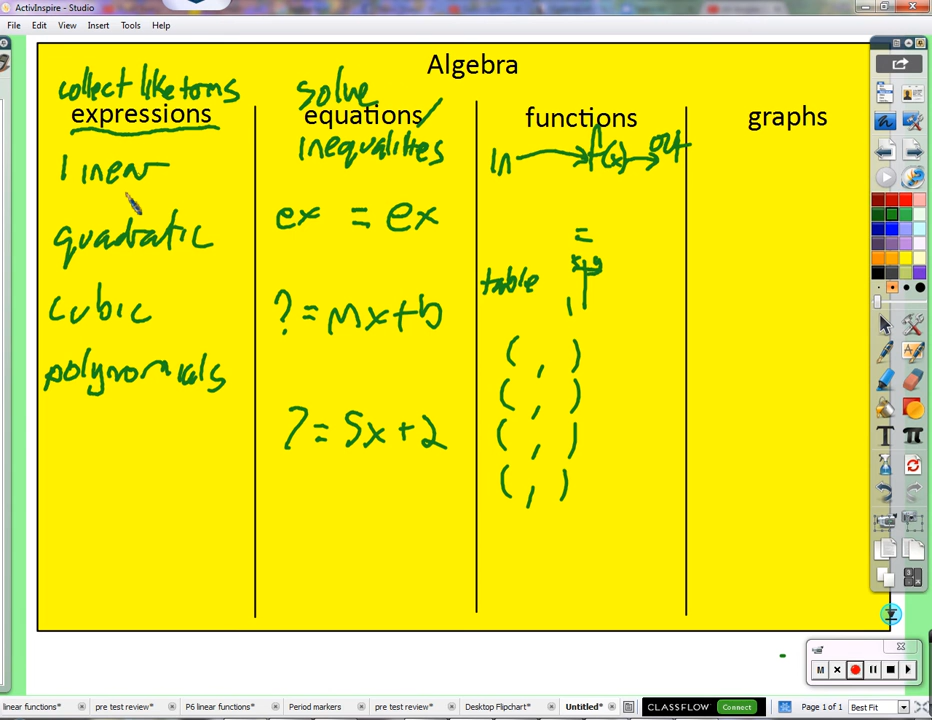 ActivInspire - Studio
File Edit View Insert Tools Help
Algebra
collect like terms
expressions
linear
quadratic
cubic
polynomials
solve
equations/
inequalities
ex = ex
? = mx+b
? = 5x+2
functions
In f(x) out
=
table
( , )
( , )
( , )
( , )
graphs
linear functions* pre test review* P6 linear functions* Period markers pre test review* Desktop Flipchart* Untitled* CLASSFLOW Connect Page 1 of 1 Best Fit